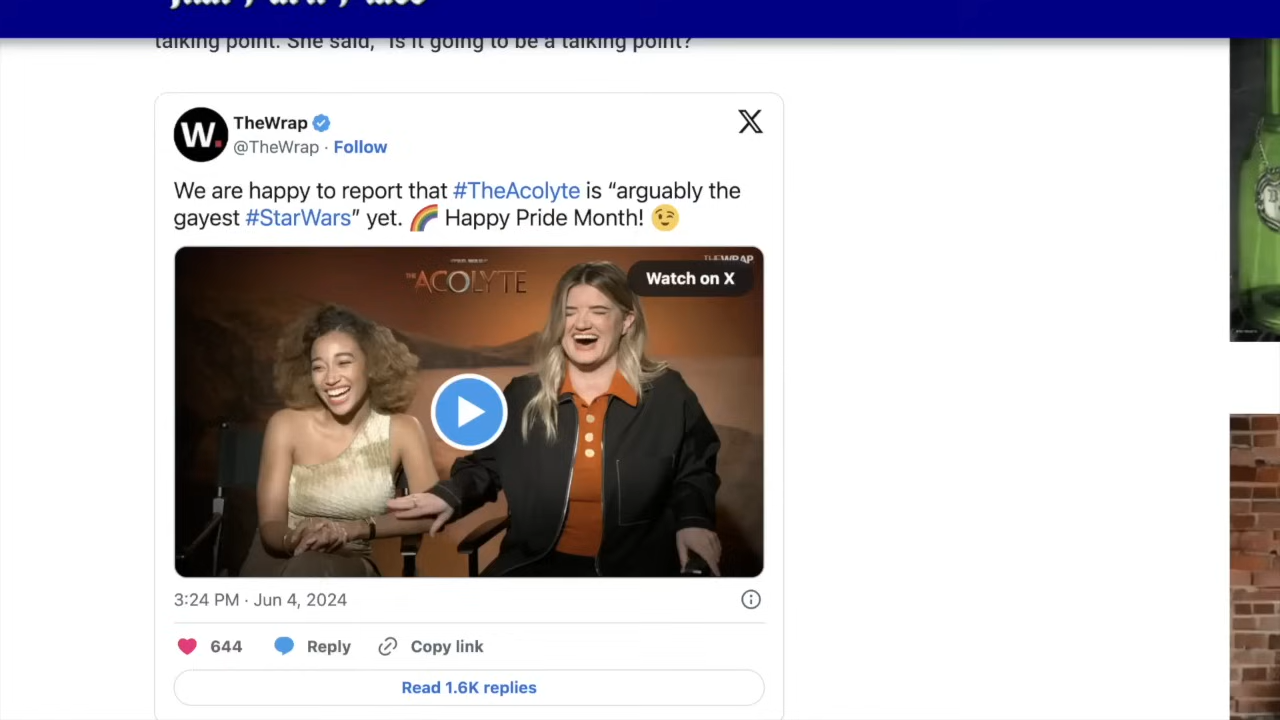 talking point. She said, "Is it going to be a talking point?
W.
TheWrap
@TheWrap · Follow
We are happy to report that #TheAcolyte is “arguably the
gayest #StarWars” yet. 🌈 Happy Pride Month! 😉
THEWRAP
Watch on X
THE ACOLYTE
3:24 PM · Jun 4, 2024
644 Reply Copy link
Read 1.6K replies